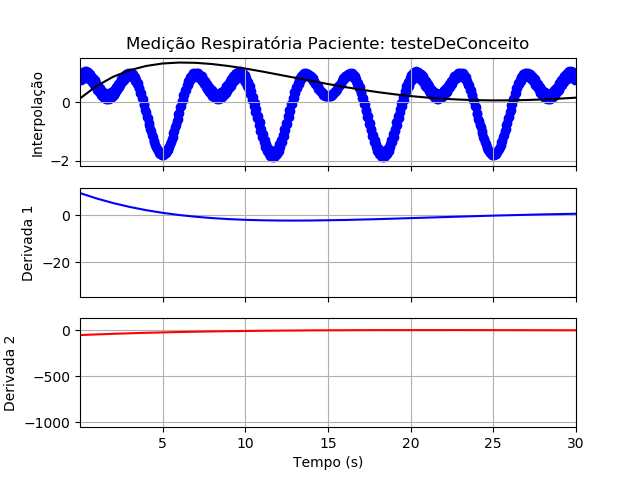 Medição Respiratória Paciente: testeDeConceito
Interpolação
0
−2
Derivada 1
0
−20
Derivada 2
0
−500
−1000
5 10 15 20 25 30
Tempo (s)